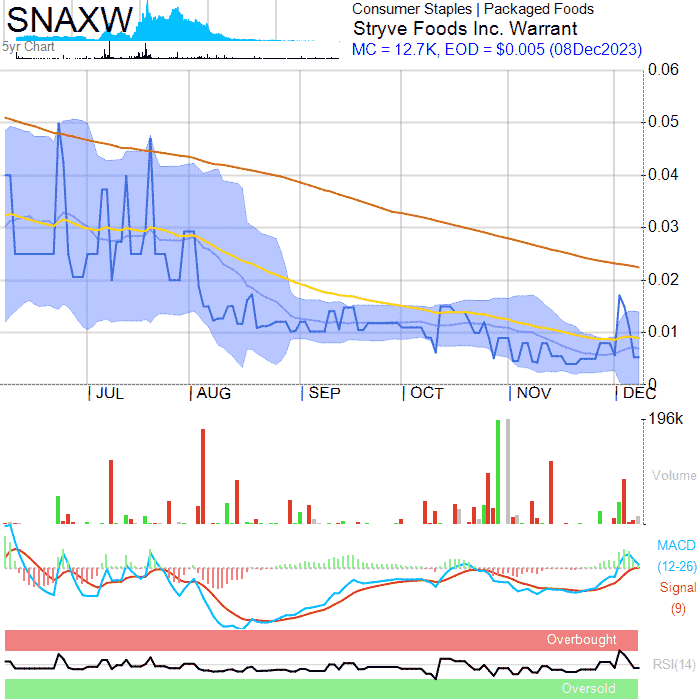 SNAXW
Consumer Staples | Packaged Foods
Stryve Foods Inc. Warrant
MC = 12.7K, EOD = $0.005 (08Dec2023)
5yr Chart
0.06
0.05
0.04
0.03
0.02
0.01
0
JUL
AUG
SEP
OCT
NOV
DEC
196k
Volume
MACD
(12-26)
Signal
(9)
Overbought
RSI(14)
Oversold